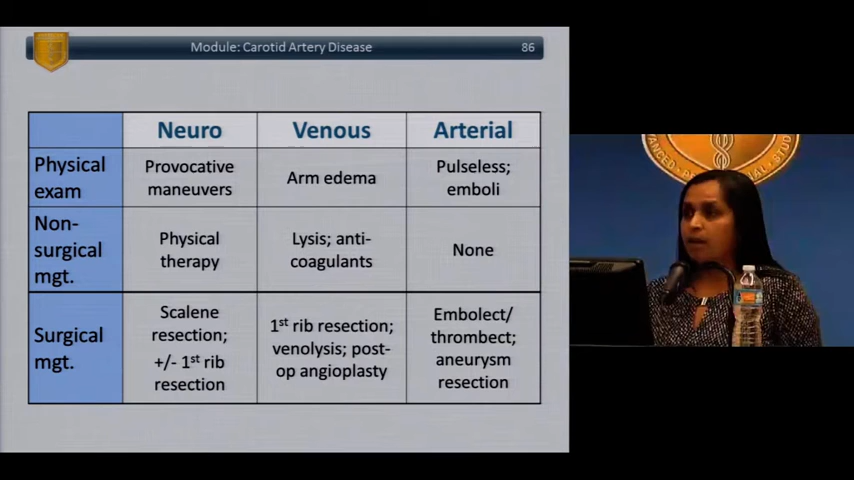 Module: Carotid Artery Disease 86
Neuro Venous Arterial
Physical exam
Provocative maneuvers
Arm edema
Pulseless; emboli
Non-surgical mgt.
Physical therapy
Lysis; anti-coagulants
None
Surgical mgt.
Scalene resection;
+/- 1st rib resection
1st rib resection; venolysis; post-op angioplasty
Embolect/ thrombect; aneurysm resection